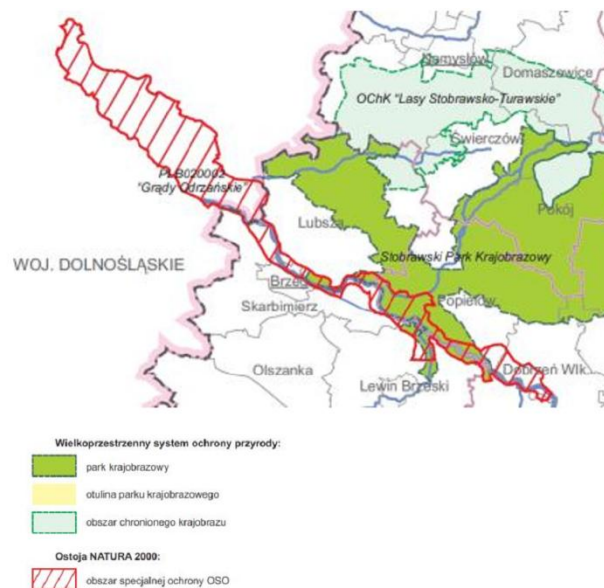 Namysłów
Domaszowice
OChK "Lasy Stobrawsko-Turawskie"
Świerczów
PLB020002
"Grądy Odrzańskie"
Pokój
Lubsza
Stobrawski Park Krajobrazowy
WOJ. DOLNOŚLĄSKIE
Brzeg
Skarbimierz
Popielów
Olszanka
Dobrzeń Wlk.
Lewin Brzeski
Wielkoprzestrzenny system ochrony przyrody:
park krajobrazowy
otulina parku krajobrazowego
obszar chronionego krajobrazu
Ostoja NATURA 2000:
obszar specjalnej ochrony OSO